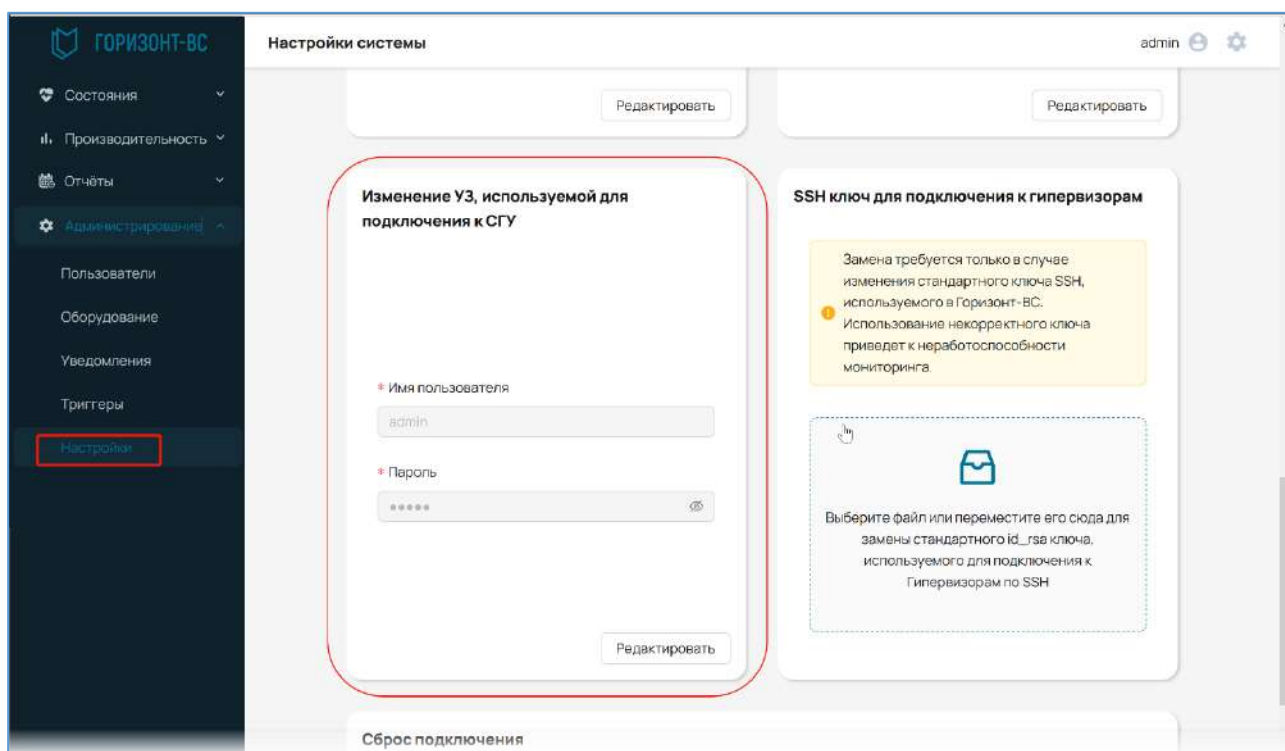 ГОРИЗОНТ-ВС
Настройки системы
admin
Состояния
Производительность
Отчёты
Администрирование
Пользователи
Оборудование
Уведомления
Триггеры
Настройки
Редактировать
Редактировать
Изменение УЗ, используемой для
подключения к СГУ
* Имя пользователя
admin
* Пароль
Редактировать
SSH ключ для подключения к гипервизорам
Замена требуется только в случае
изменения стандартного ключа SSH,
используемого в Горизонт-ВС.
Использование некорректного ключа
приведет к неработоспособности
мониторинга.
Выберите файл или переместите его сюда для
замены стандартного id_rsa ключа,
используемого для подключения к
Гипервизорам по SSH
Сброс подключения